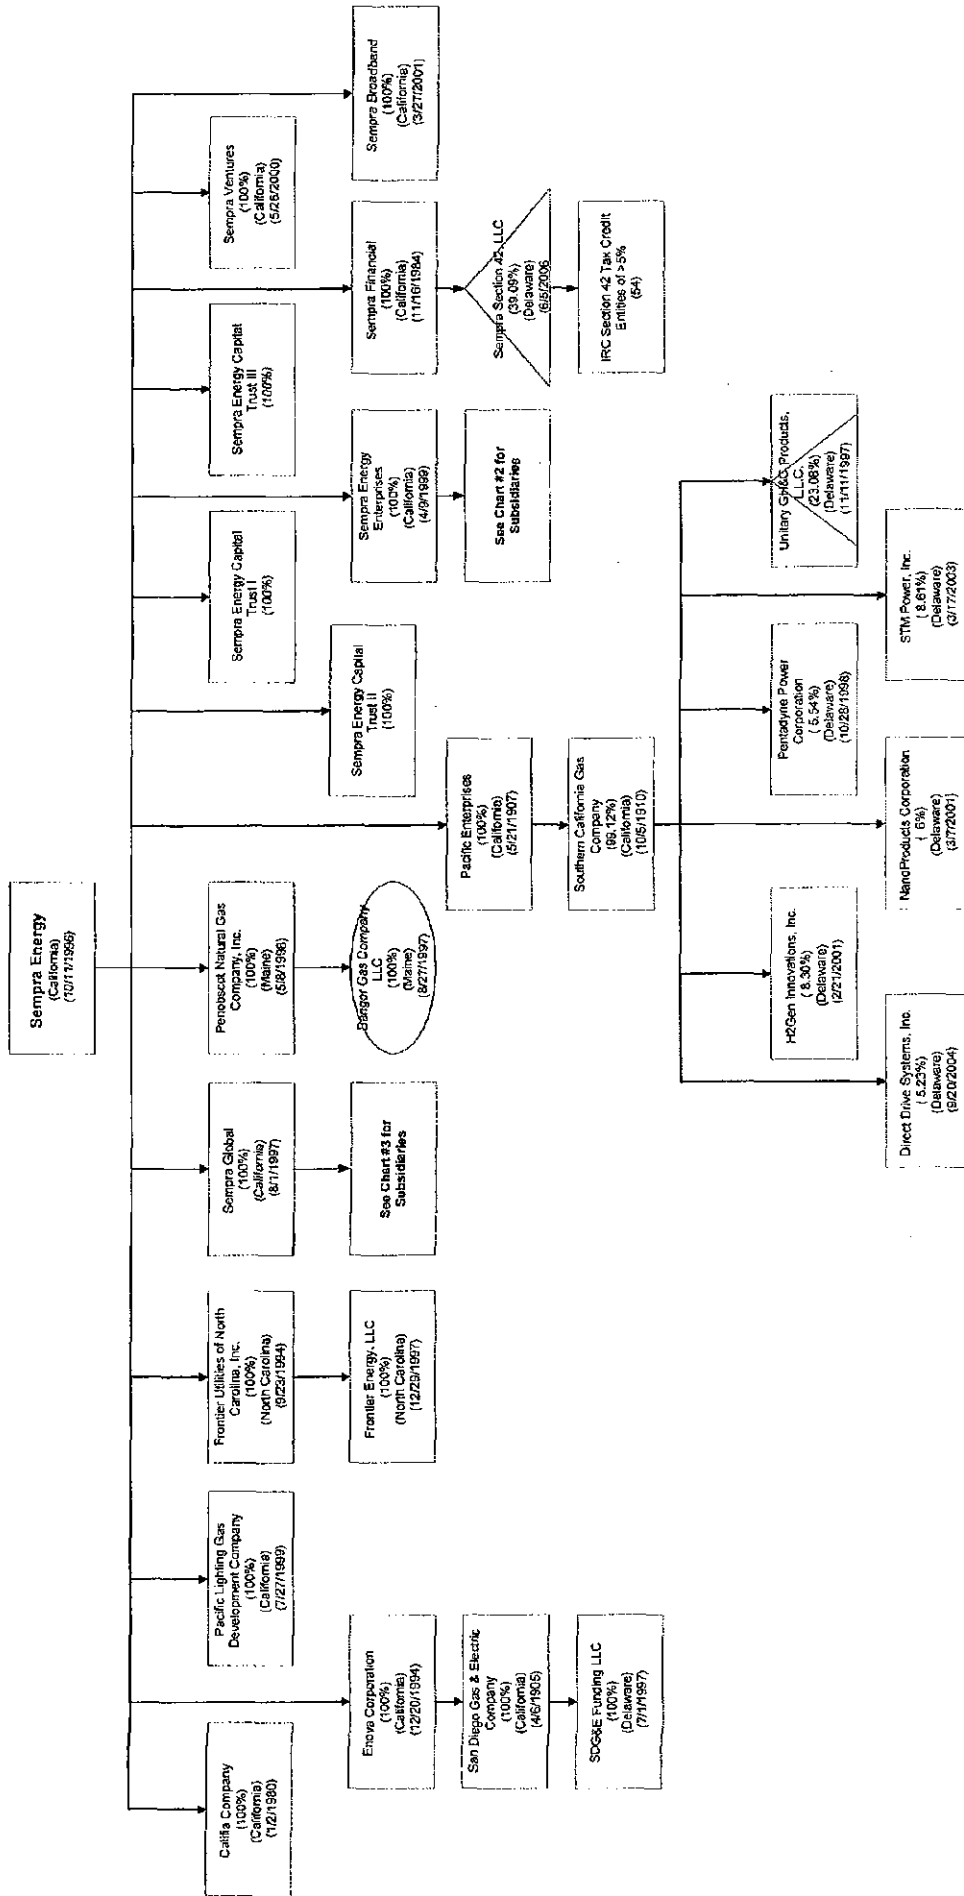 Sempra Energy
(California)
(10/11/1996)
Califia Company
(100%)
(California)
(1/2/1980)
Pacific Lighting Gas
Development Company
(100%)
(California)
(7/27/1999)
Frontier Utilities of North
Carolina, Inc.
(100%)
(North Carolina)
(9/23/1994)
Sempra Global
(100%)
(California)
(8/1/1997)
Penobscot Natural Gas
Company, Inc.
(100%)
(Maine)
(5/8/1998)
Sempra Energy Capital
Trust I
(100%)
Sempra Energy Capital
Trust III
(100%)
Sempra Ventures
(100%)
(California)
(5/26/2000)
Enova Corporation
(100%)
(California)
(12/20/1994)
Frontier Energy, LLC
(100%)
(North Carolina)
(12/29/1997)
See Chart #3 for
Subsidiaries
Bangor Gas Company
LLC
(100%)
(Maine)
(8/27/1997)
Sempra Energy Capital
Trust II
(100%)
Sempra Energy
Enterprises
(100%)
(California)
(4/9/1999)
Sempra Financial
(100%)
(California)
(11/16/1984)
Sempra Broadband
(100%)
(California)
(3/27/2001)
San Diego Gas & Electric
Company
(100%)
(California)
(4/6/1905)
Pacific Enterprises
(100%)
(California)
(5/21/1907)
See Chart #2 for
Subsidiaries
Sempra Section 42, LLC
(39.09%)
(Delaware)
(6/5/2006
SDG&E Funding LLC
(100%)
(Delaware)
(7/1/1997)
Southern California Gas
Company
(99.12%)
(California)
(10/5/1910)
IRC Section 42 Tax Credit
Entities of >5%
(54)
H2Gen Innovations, Inc.
( 8.30%)
(Delaware)
(2/21/2001)
Pentadyne Power
Corporation
( 5.54%)
(Delaware)
(10/28/1998)
Unitary GH&C Products,
L.L.C.
(23.08%)
(Delaware)
(11/11/1997)
Direct Drive Systems, Inc.
( 5.23%)
(Delaware)
(9/20/2004)
NanoProducts Corporation
( 6%)
(Delaware)
(3/7/2001)
STM Power, Inc.
( 8.61%)
(Delaware)
(3/17/2003)